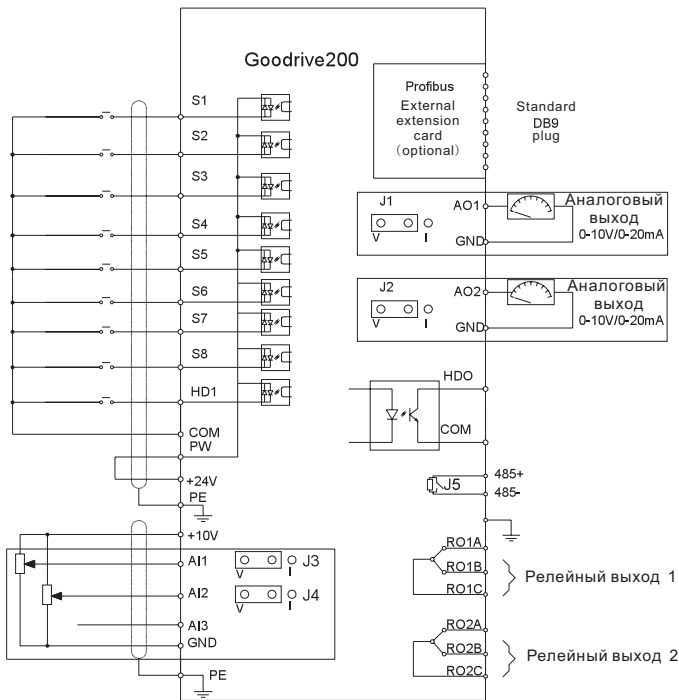 Goodrive200
S1
S2
S3
S4
S5
S6
S7
S8
HD1
COM
PW
+24V
PE
+10V
AI1
AI2
AI3
GND
PE
J3
V
I
J4
V
I
Profibus
External
extension
card
(optional)
Standard
DB9
plug
J1
V
I
AO1
GND
Аналоговый
выход
0-10V/0-20mA
J2
V
I
AO2
GND
Аналоговый
выход
0-10V/0-20mA
HDO
COM
J5
485+
485-
RO1A
RO1B
RO1C
Релейный выход 1
RO2A
RO2B
RO2C
Релейный выход 2